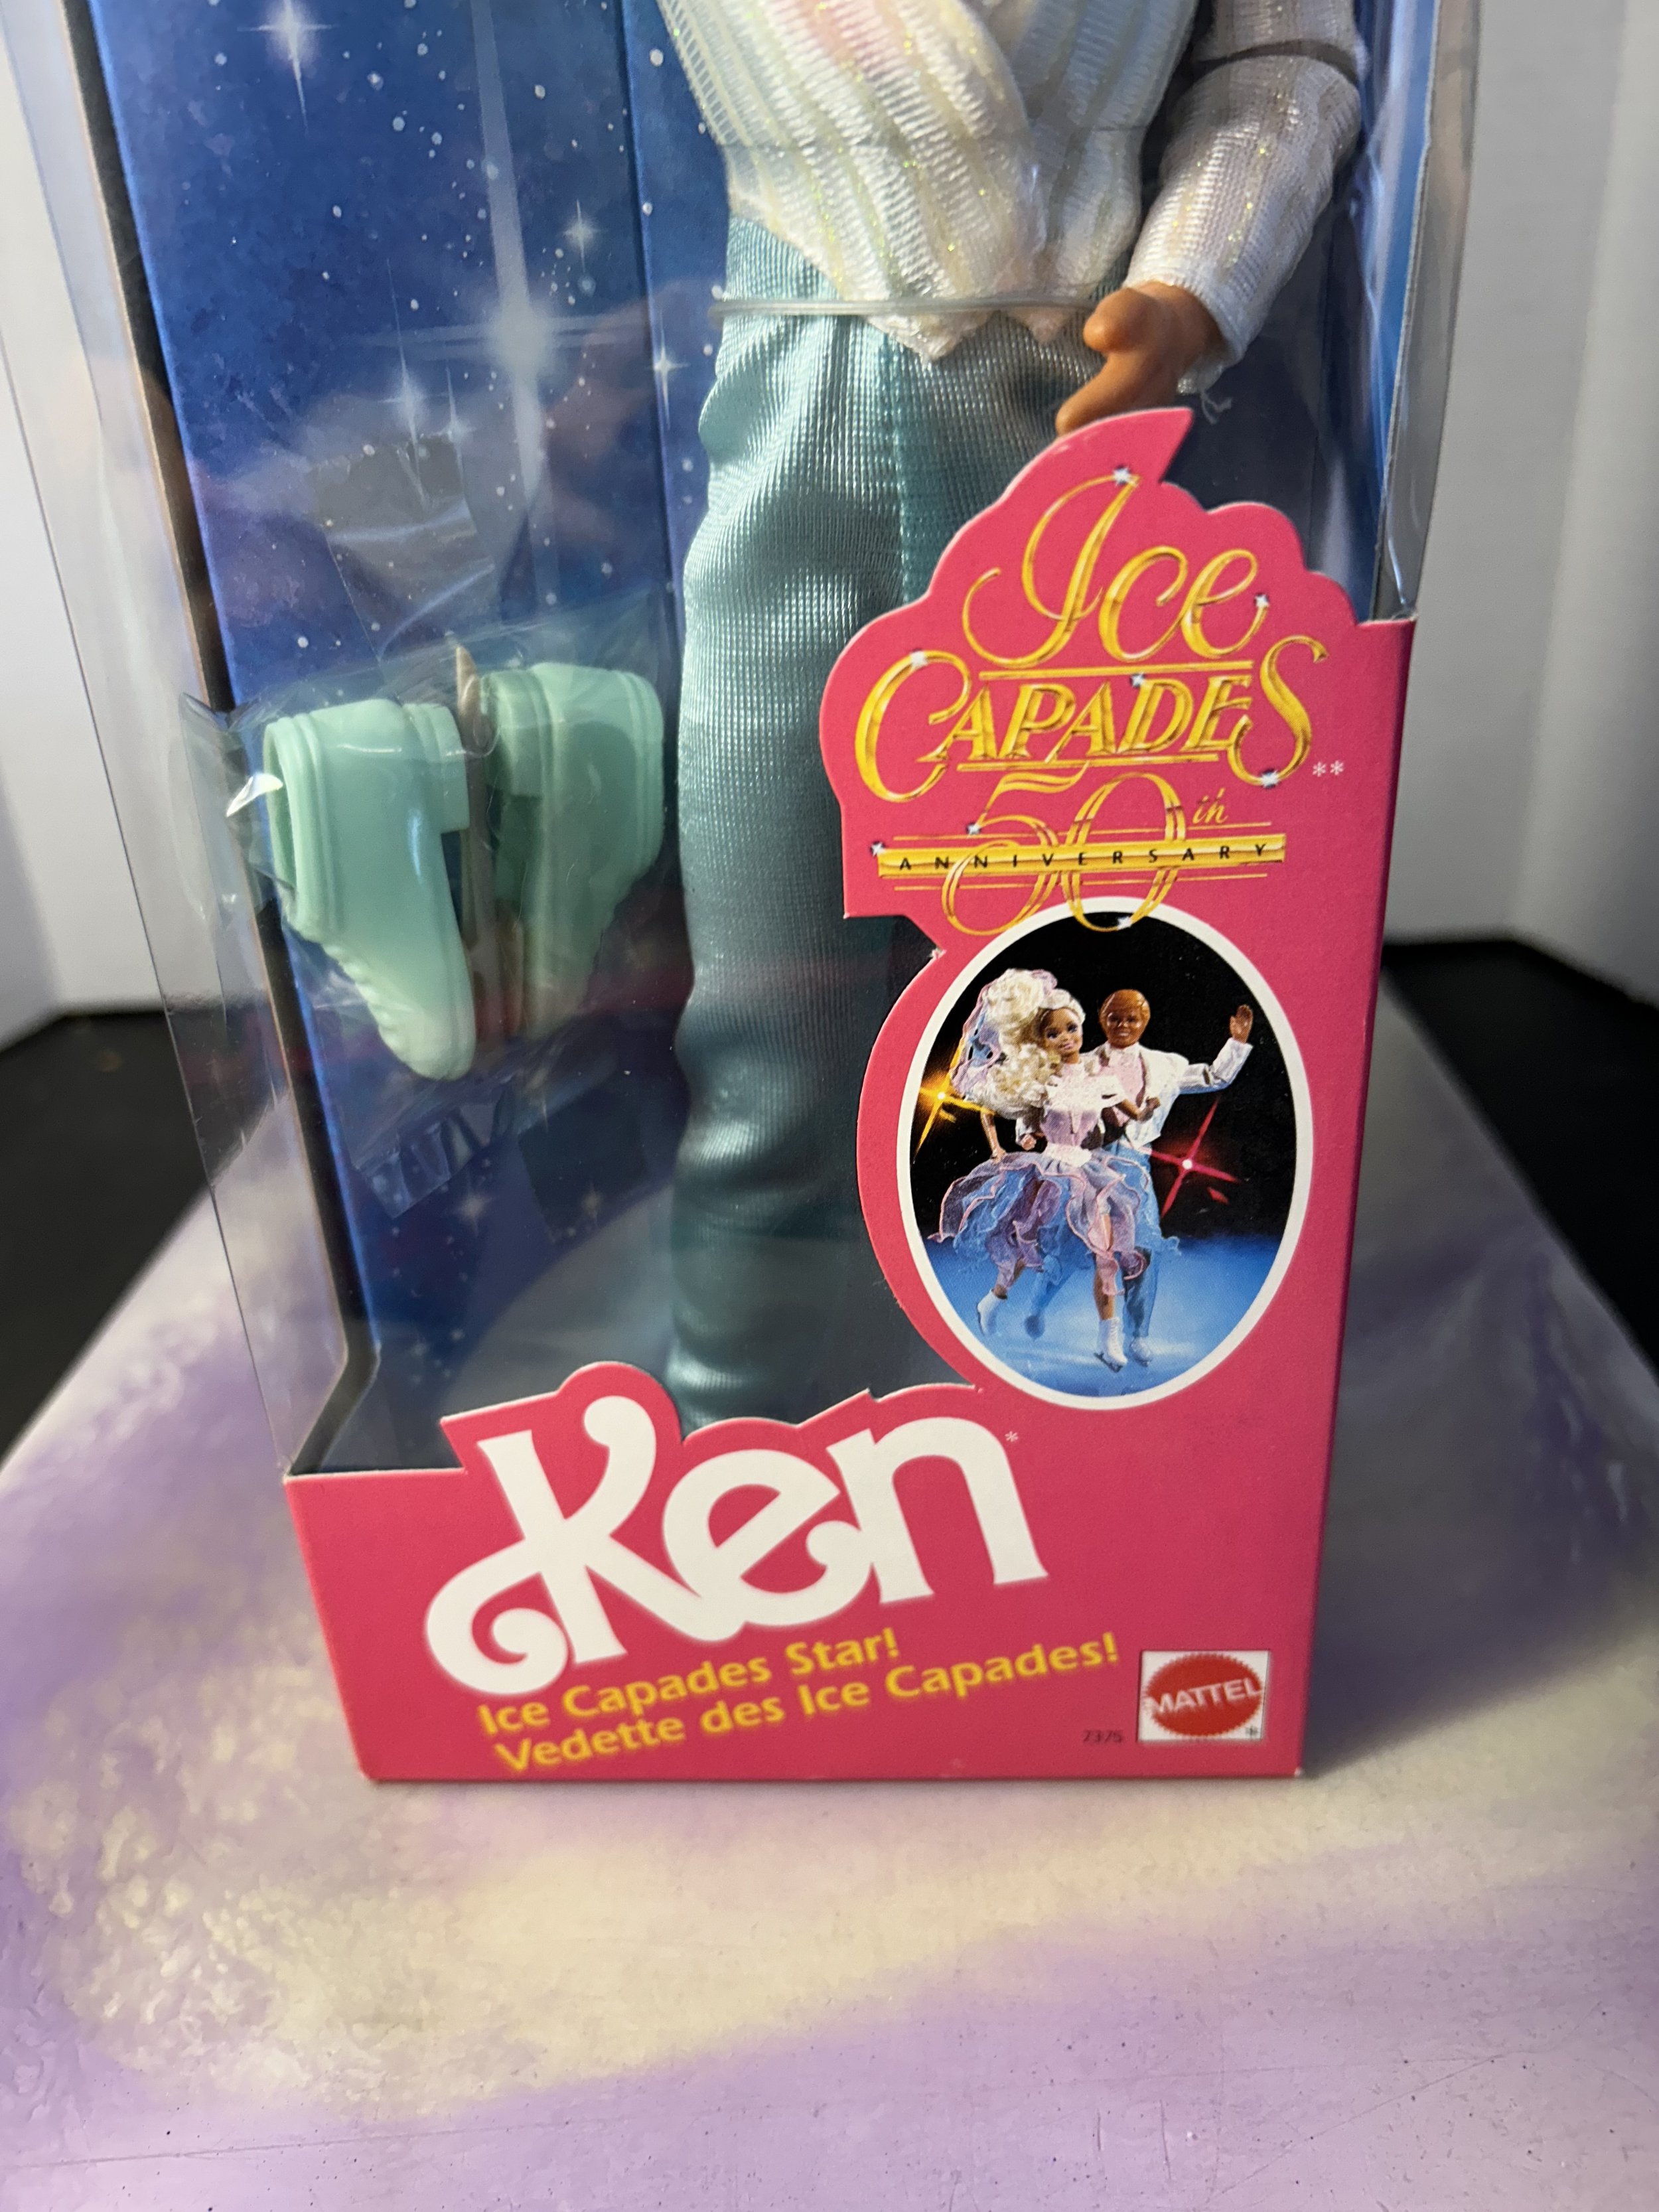 Ice
CAPADES**
50th
ANNIVERSARY
Ken*
Ice Capades Star!
Vedette des Ice Capades!
7375
MATTEL